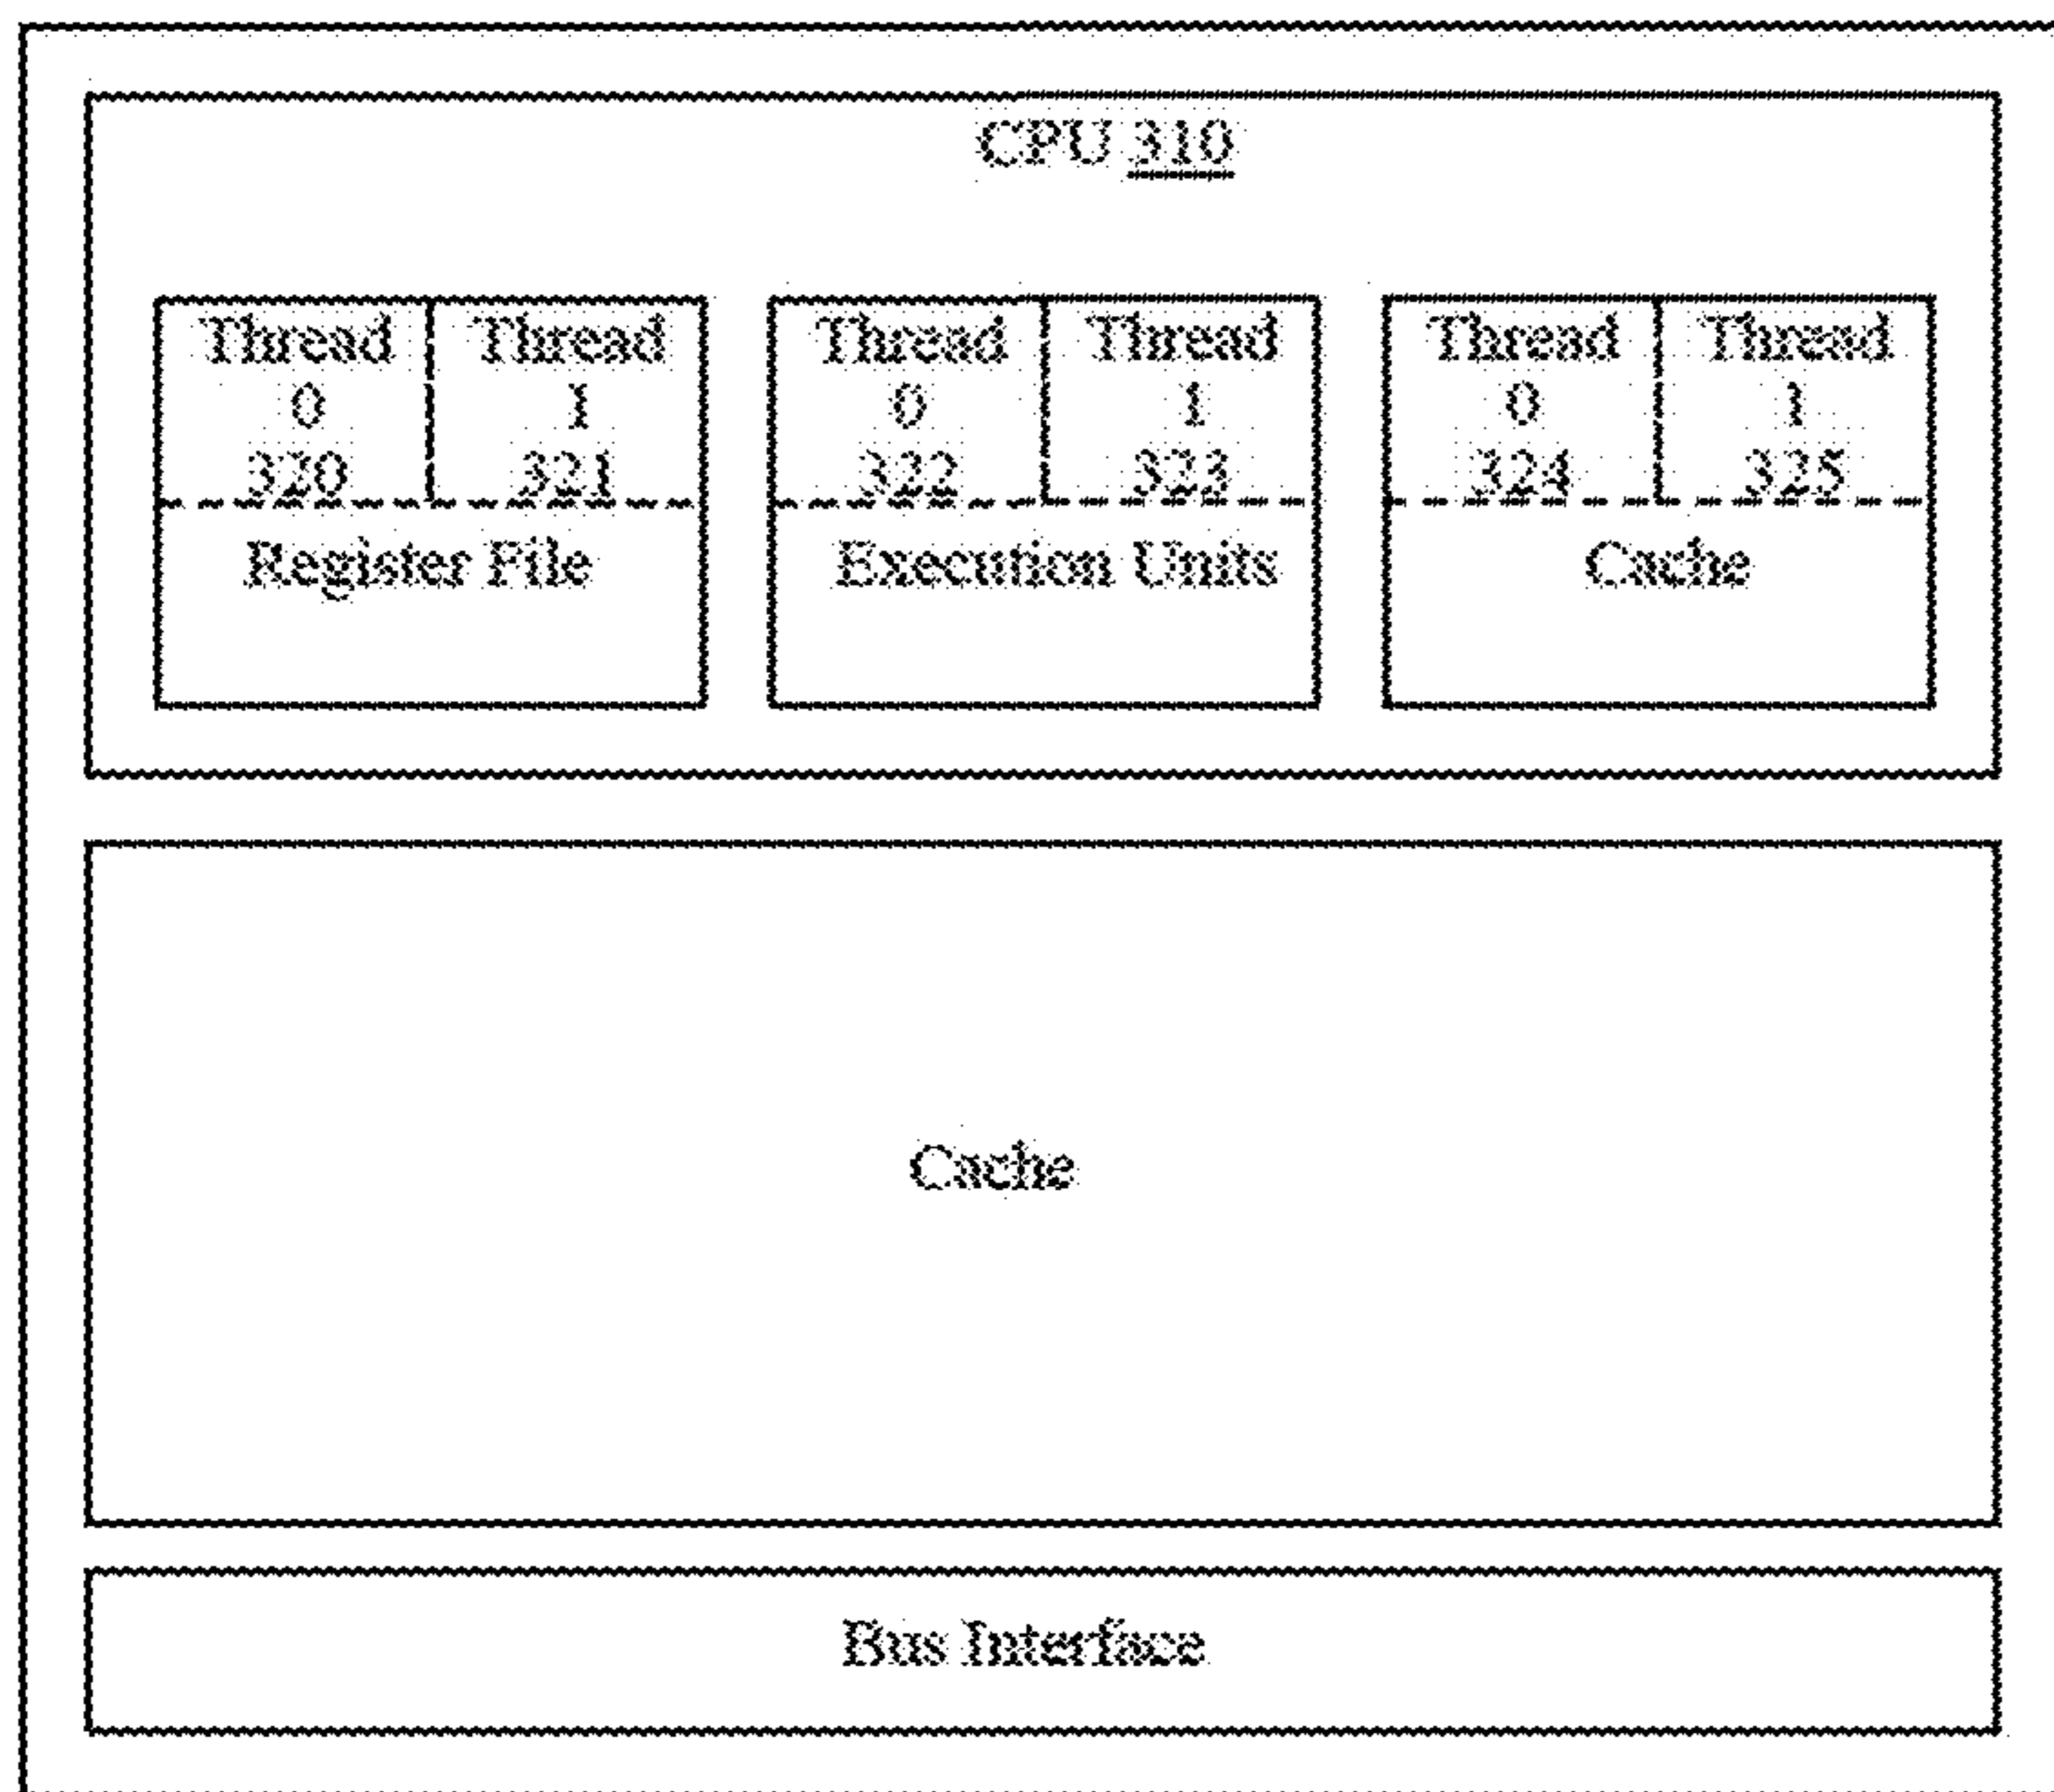 CPU 310
Thread
0
320
Thread
1
321
Register File
Thread
0
322
Thread
1
323
Execution Units
Thread
0
324
Thread
1
325
Cache
Cache
Bus Interface